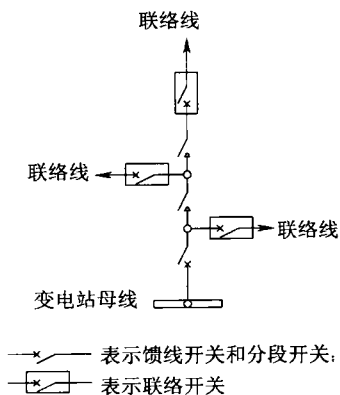 联络线
联络线
联络线
变电站母线
表示馈线开关和分段开关;
表示联络开关